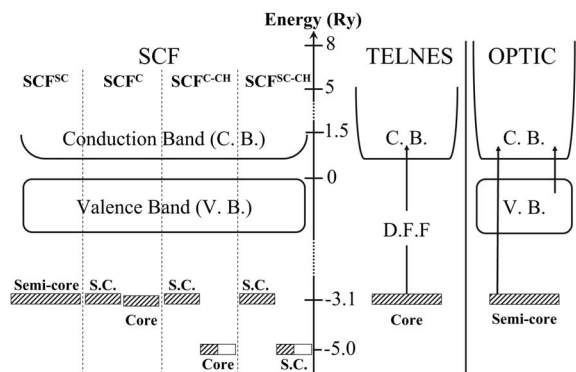 Energy (Ry)
SCF
TELNES
OPTIC
8
SCF^SC
SCF^C
SCF^C-CH
SCF^SC-CH
5
Conduction Band (C. B.)
1.5
C. B.
C. B.
0
Valence Band (V. B.)
V. B.
D.F.F
Semi-core
S.C.
S.C.
S.C.
-3.1
Core
Core
Semi-core
-5.0
Core
S.C.